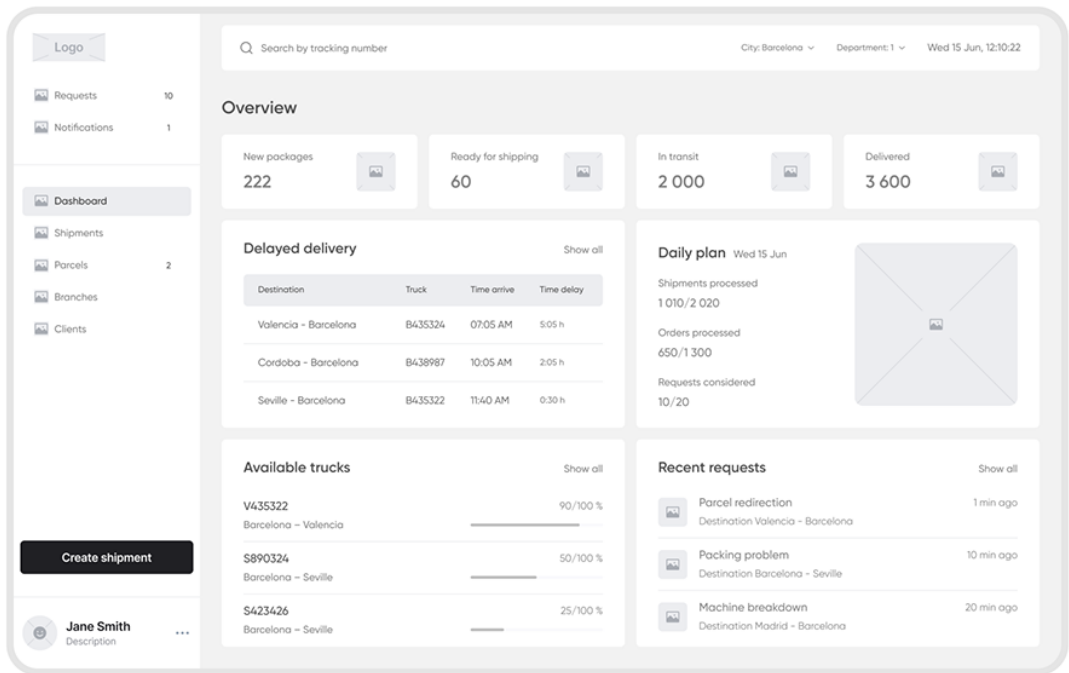 Logo
Requests 10
Notifications 1
Dashboard
Shipments
Parcels 2
Branches
Clients
Create shipment
Jane Smith
Description
Search by tracking number City: Barcelona Department: 1 Wed 15 Jun, 12:10:22
Overview
New packages
222
Ready for shipping
60
In transit
2 000
Delivered
3 600
Delayed delivery Show all
Destination Truck Time arrive Time delay
Valencia - Barcelona B435324 07:05 AM 5:05 h
Cordoba - Barcelona B438987 10:05 AM 2:05 h
Seville - Barcelona B435322 11:40 AM 0:30 h
Daily plan Wed 15 Jun
Shipments processed
1 010/2 020
Orders processed
650/1 300
Requests considered
10/20
Available trucks Show all
V435322 90/100 %
Barcelona – Valencia
S890324 50/100 %
Barcelona – Seville
S423426 25/100 %
Barcelona – Seville
Recent requests Show all
Parcel redirection 1 min ago
Destination Valencia - Barcelona
Packing problem 10 min ago
Destination Barcelona - Seville
Machine breakdown 20 min ago
Destination Madrid - Barcelona